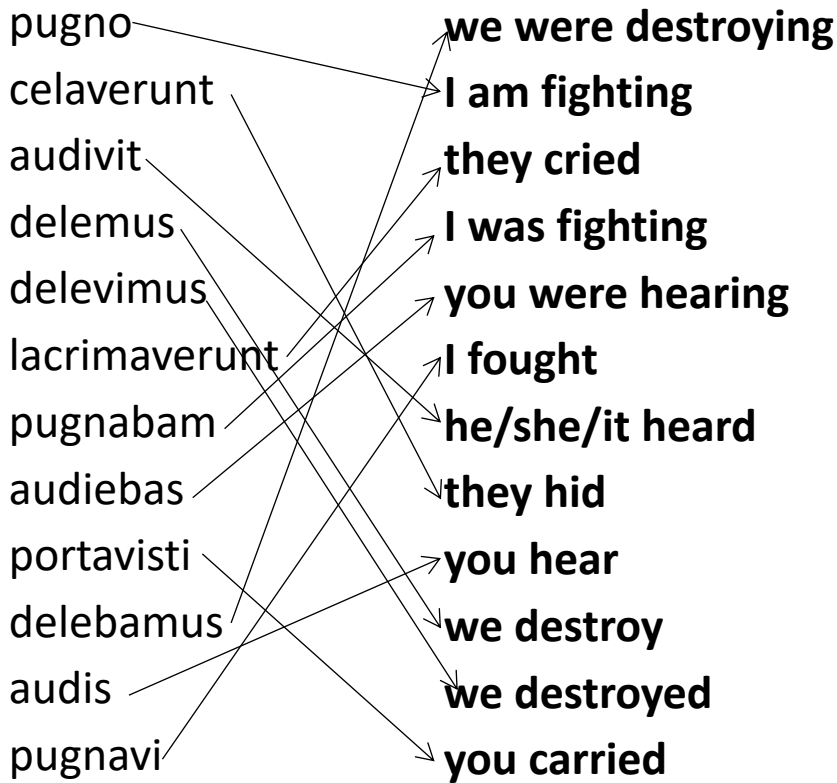 pugno
celaverunt
audivit
delemus
delevimus
lacrimaverunt
pugnabam
audiebas
portavisti
delebamus
audis
pugnavi
we were destroying
I am fighting
they cried
I was fighting
you were hearing
I fought
he/she/it heard
they hid
you hear
we destroy
we destroyed
you carried